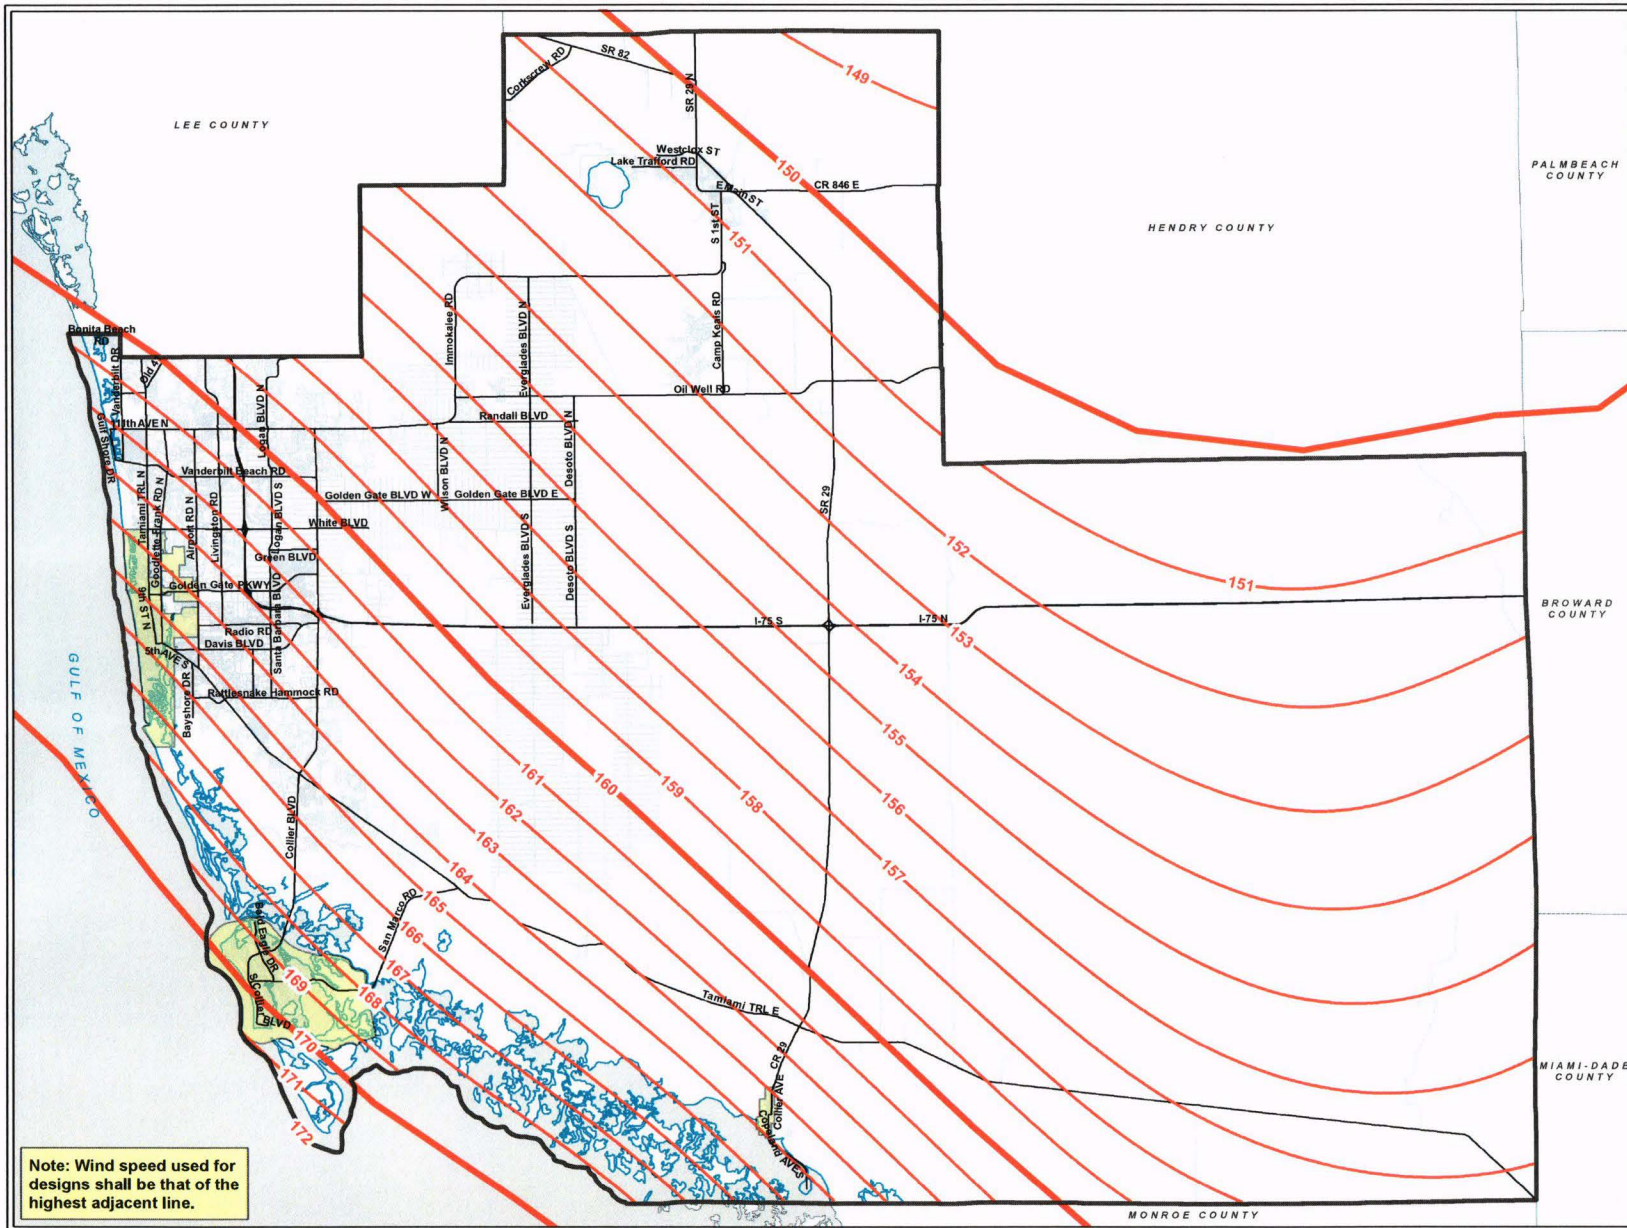 SR 82
Corkscrew RD
SR 29 N
149
LEE COUNTY
Westclox ST
Lake Trafford RD
150
E Main ST
CR 846 E
PALMBEACH
COUNTY
HENDRY COUNTY
S 1st ST
151
Immokalee RD
Everglades BLVD N
Camp Keais RD
Bonita Beach
RD
Vanderbilt DR
Old 41
Logan BLVD N
Oil Well RD
Gulf Shore DR
111th AVE N
Randall BLVD
Wilson BLVD N
Desoto BLVD N
Vanderbilt Beach RD
Tamiami TRL N
Goodlette-Frank RD N
Airport RD N
Livingston RD
Logan BLVD S
Golden Gate BLVD W
Golden Gate BLVD E
SR 29
White BLVD
Green BLVD
Everglades BLVD S
Desoto BLVD S
152
151
Golden Gate PKWY
9th ST N
Santa Barbara BLVD
BROWARD
COUNTY
I-75 S
I-75 N
Radio RD
Davis BLVD
153
5th AVE S
GULF OF MEXICO
154
Bayshore DR
Rattlesnake Hammock RD
155
161
160
159
158
156
162
Collier BLVD
163
157
164
San Marco RD
165
Bald Eagle DR
166
167
169
168
S Collier
BLVD
Tamiami TRL E
170
CR 29
MIAMI-DADE
COUNTY
171
Collier AVE
Copeland AVE S
172
Note: Wind speed used for
designs shall be that of the
highest adjacent line.
MONROE COUNTY